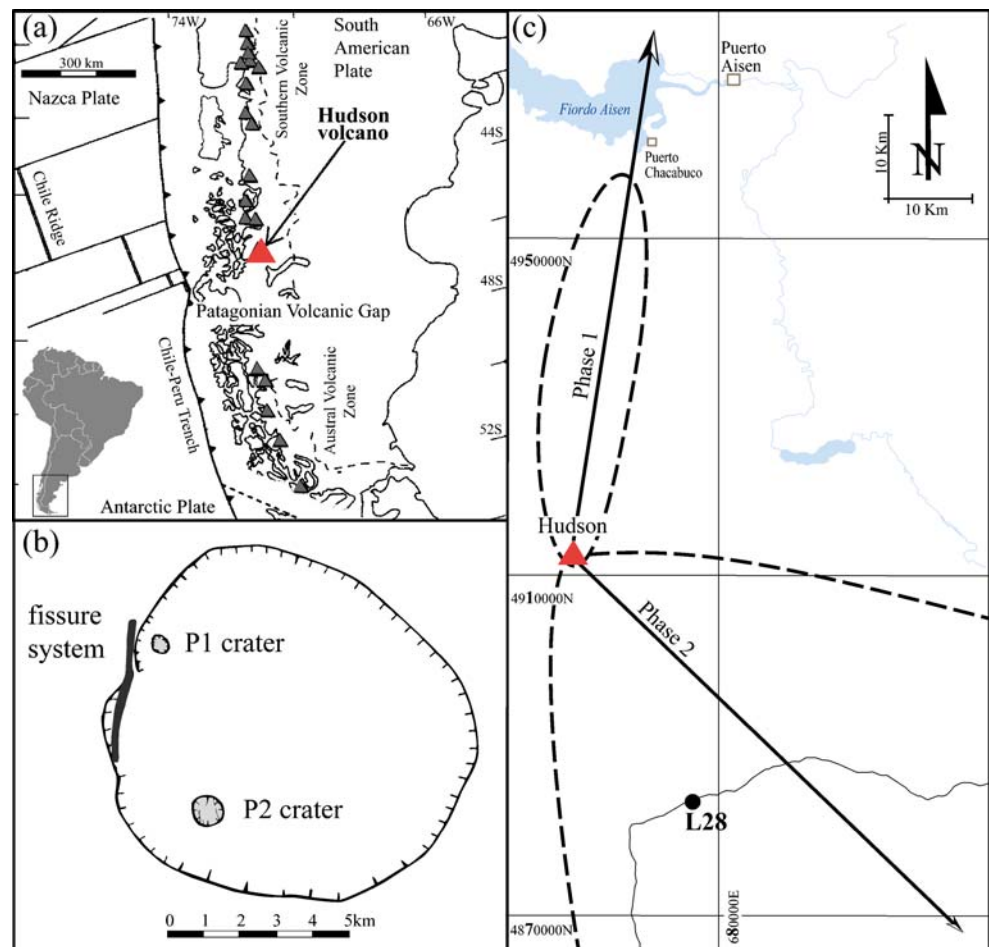 (a)
74W
66W
300 km
Nazca Plate
South
American
Plate
Southern Volcanic
Zone
Hudson
volcano
44S
Chile Ridge
48S
Patagonian Volcanic Gap
Chile-Peru Trench
Austral Volcanic
Zone
52S
Antarctic Plate
(b)
fissure
system
P1 crater
P2 crater
0 1 2 3 4 5km
(c)
Puerto
Aisen
Fiordo Aisen
Puerto
Chacabuco
10 Km
N
10 Km
4950000N
Phase 1
Hudson
4910000N
Phase 2
L28
4870000N
680000E